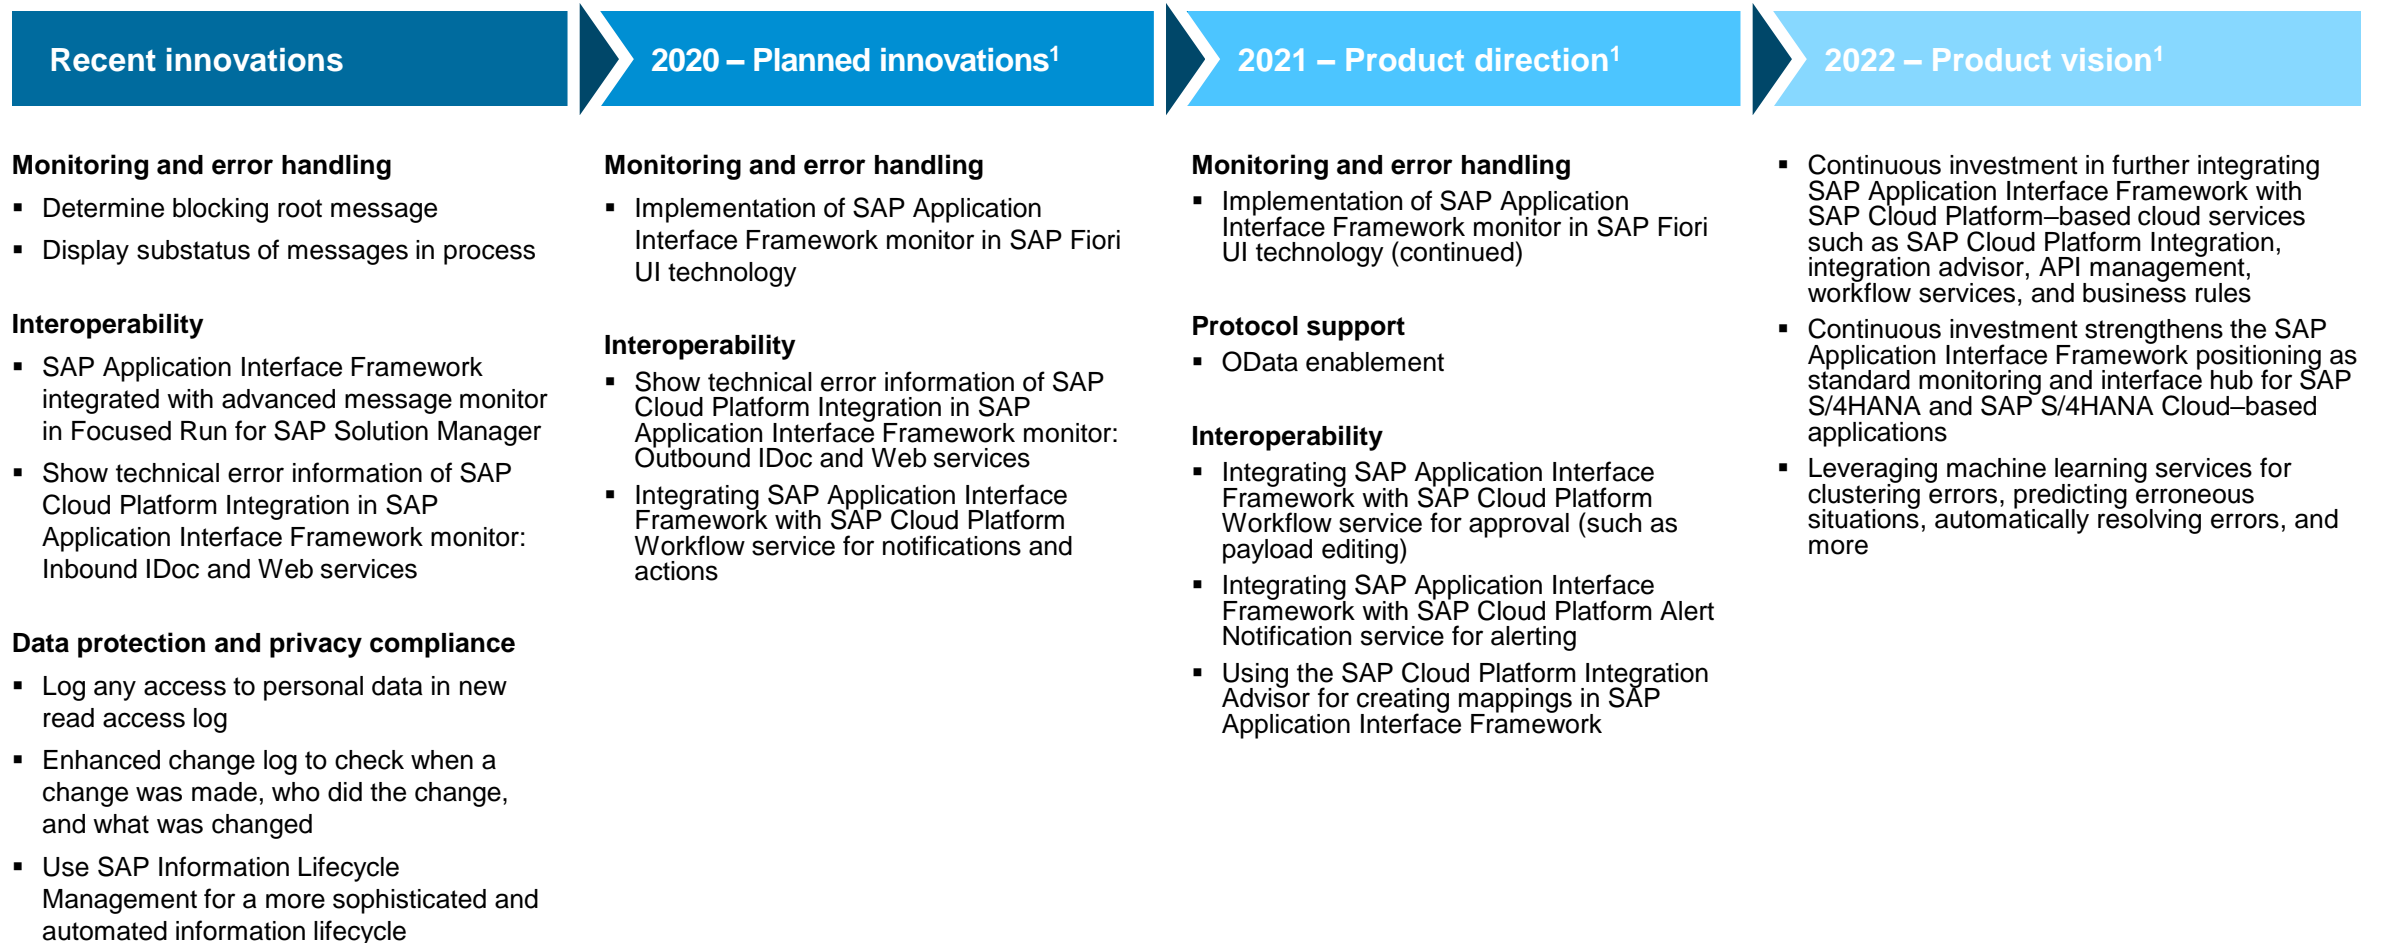 Recent innovations
2020 – Planned innovations¹
2021 – Product direction¹
2022 – Product vision¹
Monitoring and error handling
▪ Determine blocking root message
▪ Display substatus of messages in process
Interoperability
▪ SAP Application Interface Framework
integrated with advanced message monitor
in Focused Run for SAP Solution Manager
▪ Show technical error information of SAP
Cloud Platform Integration in SAP
Application Interface Framework monitor:
Inbound IDoc and Web services
Data protection and privacy compliance
▪ Log any access to personal data in new
read access log
▪ Enhanced change log to check when a
change was made, who did the change,
and what was changed
▪ Use SAP Information Lifecycle
Management for a more sophisticated and
automated information lifecycle
Monitoring and error handling
▪ Implementation of SAP Application
Interface Framework monitor in SAP Fiori
UI technology
Interoperability
▪ Show technical error information of SAP
Cloud Platform Integration in SAP
Application Interface Framework monitor:
Outbound IDoc and Web services
▪ Integrating SAP Application Interface
Framework with SAP Cloud Platform
Workflow service for notifications and
actions
Monitoring and error handling
▪ Implementation of SAP Application
Interface Framework monitor in SAP Fiori
UI technology (continued)
Protocol support
▪ OData enablement
Interoperability
▪ Integrating SAP Application Interface
Framework with SAP Cloud Platform
Workflow service for approval (such as
payload editing)
▪ Integrating SAP Application Interface
Framework with SAP Cloud Platform Alert
Notification service for alerting
▪ Using the SAP Cloud Platform Integration
Advisor for creating mappings in SAP
Application Interface Framework
▪ Continuous investment in further integrating
SAP Application Interface Framework with
SAP Cloud Platform–based cloud services
such as SAP Cloud Platform Integration,
integration advisor, API management,
workflow services, and business rules
▪ Continuous investment strengthens the SAP
Application Interface Framework positioning as
standard monitoring and interface hub for SAP
S/4HANA and SAP S/4HANA Cloud–based
applications
▪ Leveraging machine learning services for
clustering errors, predicting erroneous
situations, automatically resolving errors, and
more